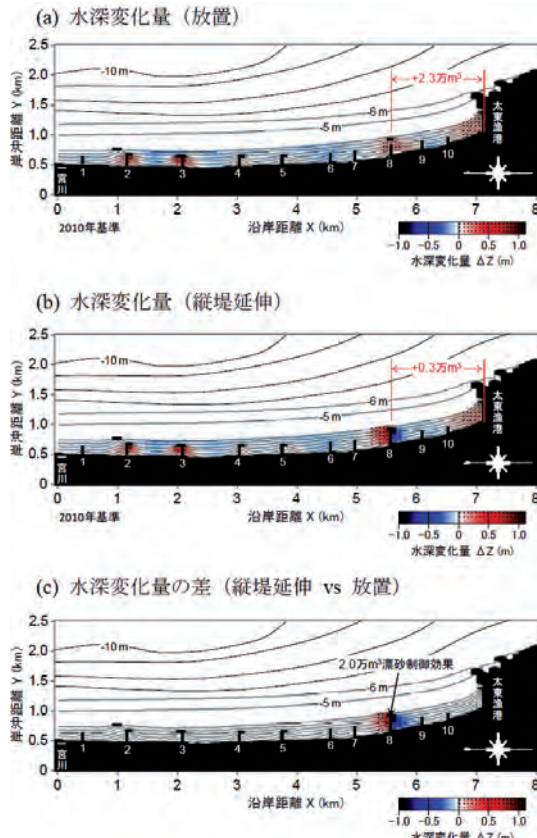 (a) 水深変化量 (放置)
2.5
2.0
1.5
1.0
0.5
0
岸沖距離 Y (km)
-10 m
-6 m
-5 m
+2.3万m³
太東漁港
一宮川
1 2 3 4 5 6 7 8 9 10
0 1 2 3 4 5 6 7 8
2010年基準
沿岸距離 X (km)
-1.0 -0.5 0 0.5 1.0
水深変化量 ΔZ (m)
(b) 水深変化量 (縦堤延伸)
2.5
2.0
1.5
1.0
0.5
0
岸沖距離 Y (km)
-10 m
-6 m
-5 m
+0.3万m³
太東漁港
一宮川
1 2 3 4 5 6 7 8 9 10
0 1 2 3 4 5 6 7 8
2010年基準
沿岸距離 X (km)
-1.0 -0.5 0 0.5 1.0
水深変化量 ΔZ (m)
(c) 水深変化量の差 (縦堤延伸 vs 放置)
2.5
2.0
1.5
1.0
0.5
0
岸沖距離 Y (km)
-10 m
-6 m
-5 m
2.0万m³漂砂制御効果
太東漁港
一宮川
1 2 3 4 5 6 7 8 9 10
0 1 2 3 4 5 6 7 8
沿岸距離 X (km)
-1.0 -0.5 0 0.5 1.0
水深変化量 ΔZ (m)